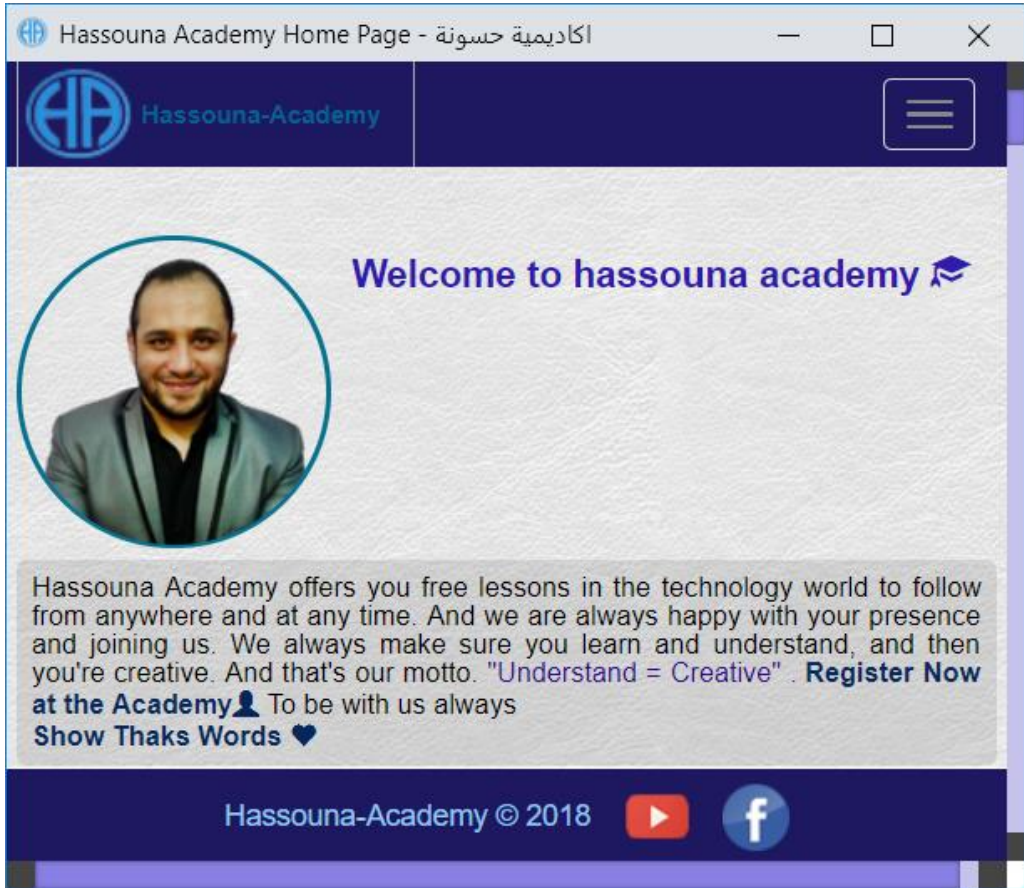 Hassouna Academy Home Page - اكاديمية حسونة
HA Hassouna-Academy
Welcome to hassouna academy
Hassouna Academy offers you free lessons in the technology world to follow
from anywhere and at any time. And we are always happy with your presence
and joining us. We always make sure you learn and understand, and then
you're creative. And that's our motto. "Understand = Creative" . Register Now
at the Academy To be with us always
Show Thaks Words
Hassouna-Academy © 2018